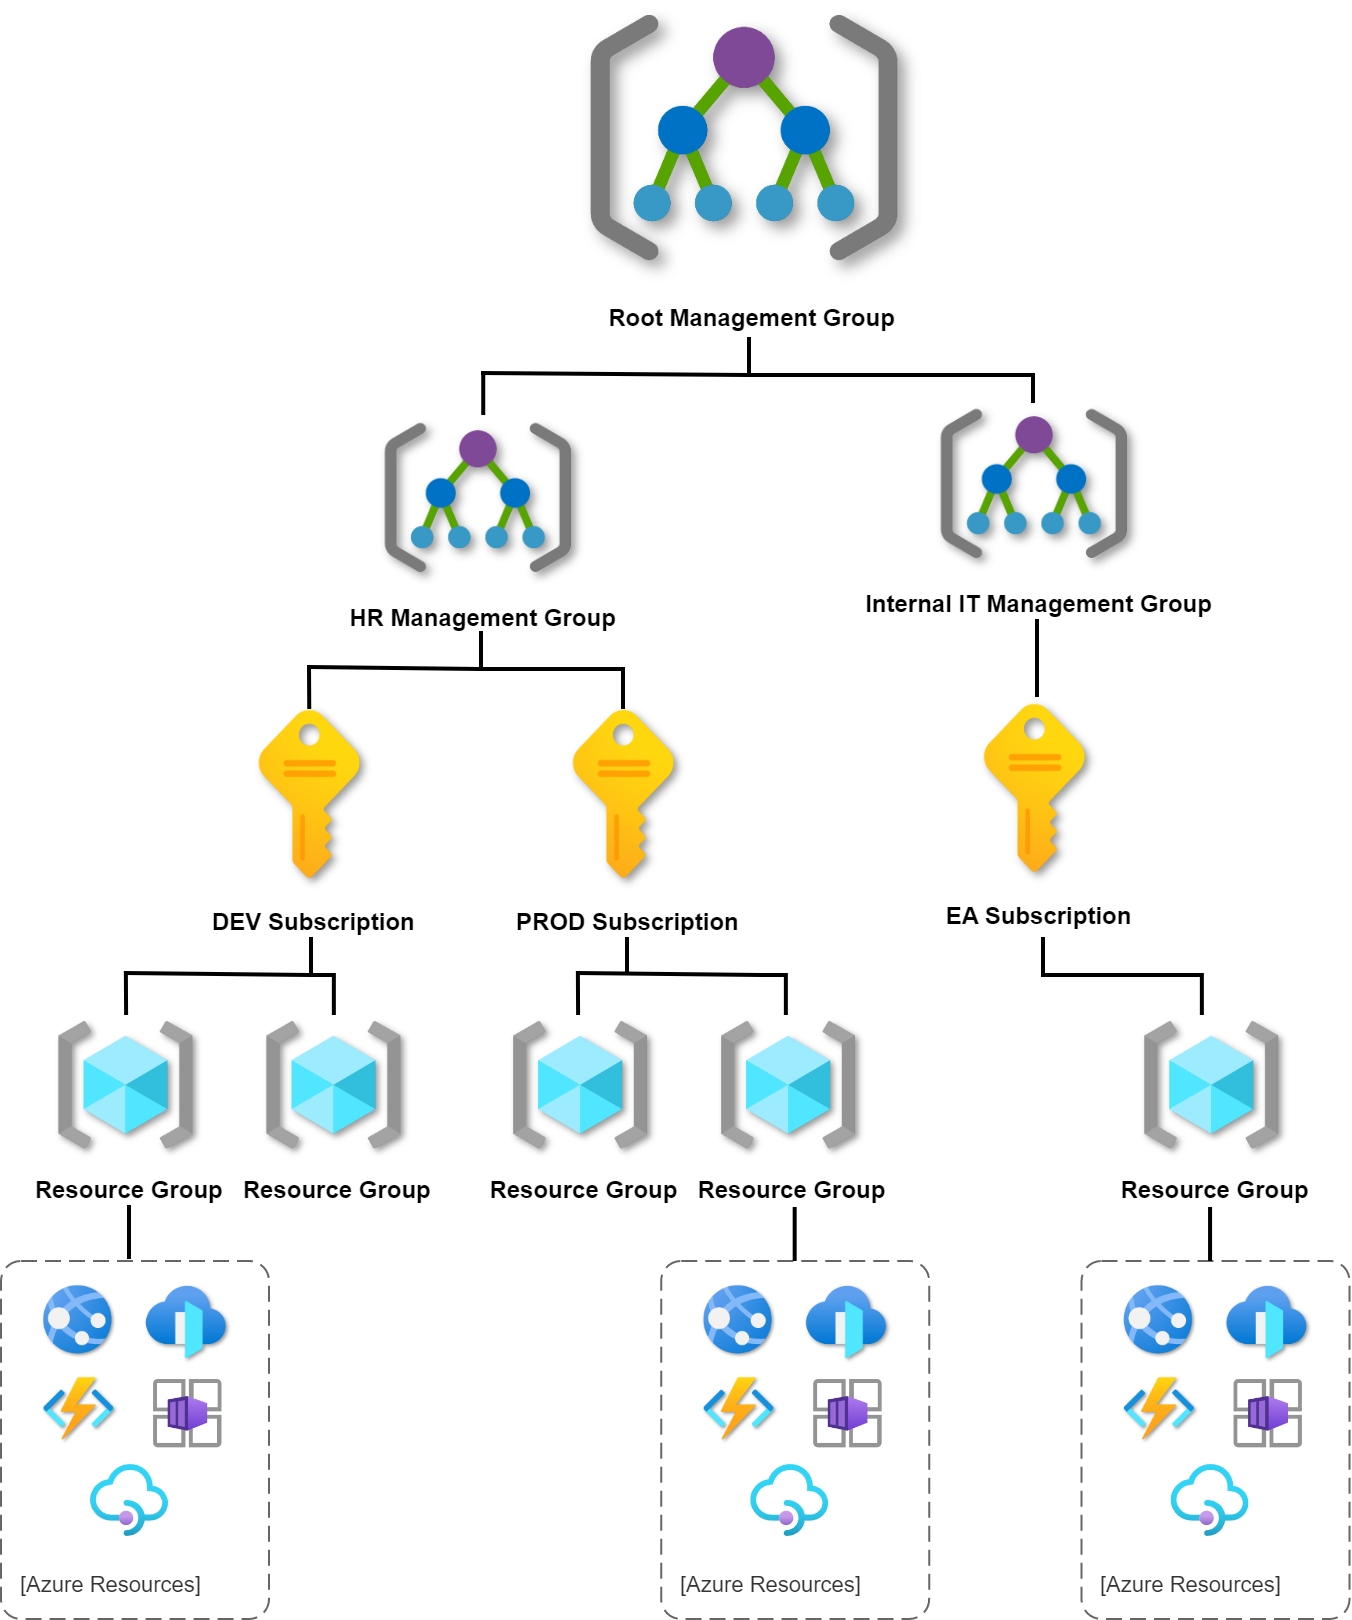 Root Management Group
HR Management Group
Internal IT Management Group
DEV Subscription
PROD Subscription
EA Subscription
Resource Group
Resource Group
Resource Group
Resource Group
Resource Group
[Azure Resources]
[Azure Resources]
[Azure Resources]